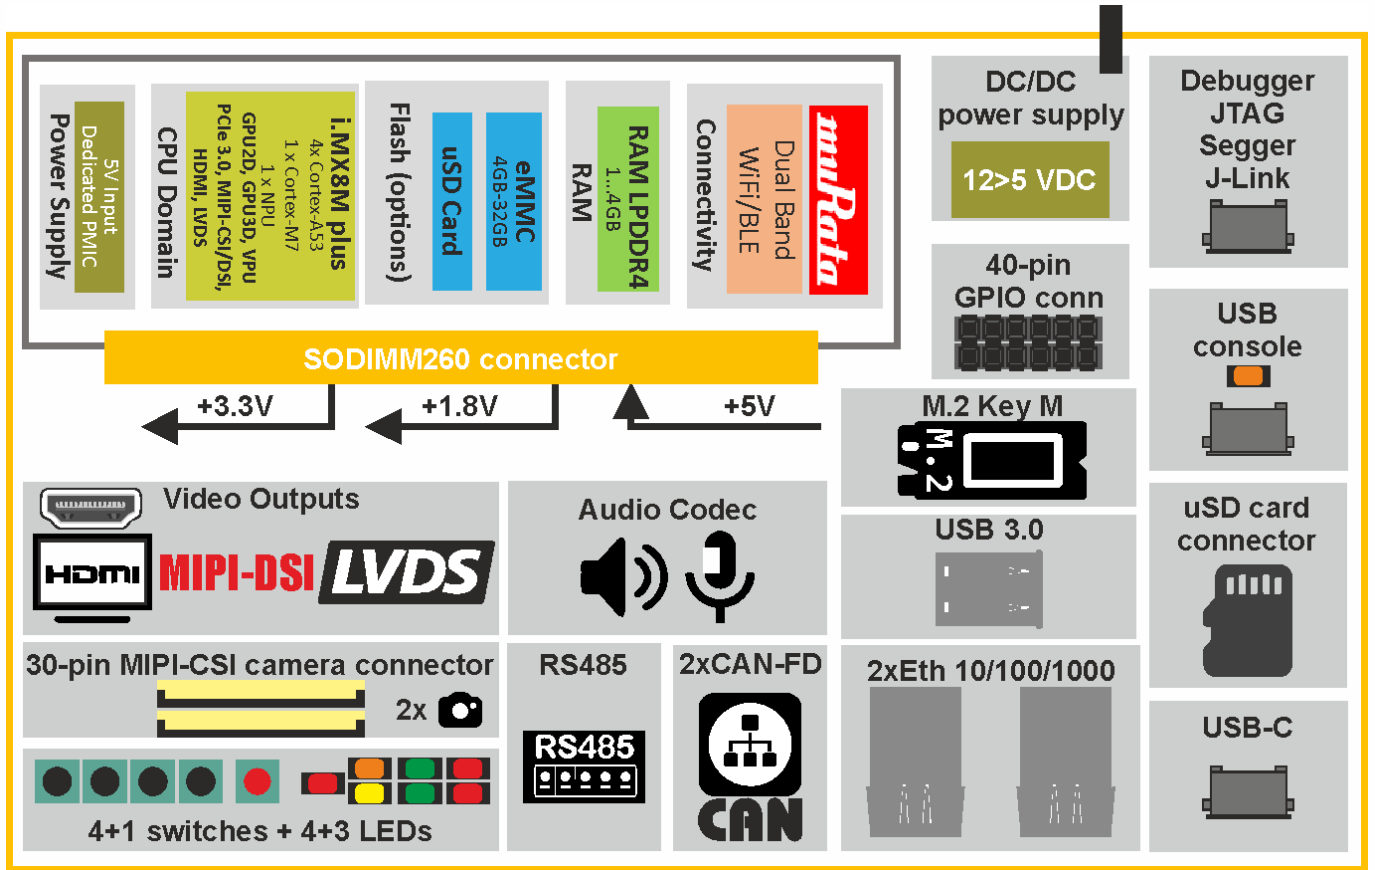 5V Input
Dedicated PMIC
Power Supply
i.MX8M plus
4x Cortex-A53
1 x Cortex-M7
1 x NPU
GPU2D, GPU3D, VPU
PCIe 3.0, MIPI-CSI/DSI,
HDMI, LVDS
CPU Domain
eMMC
4GB-32GB
uSD Card
Flash (options)
RAM LPDDR4
1...4GB
RAM
muRata
Dual Band
WiFi/BLE
Connectivity
SODIMM260 connector
+3.3V
+1.8V
+5V
DC/DC
power supply
12>5 VDC
40-pin
GPIO conn
Debugger
JTAG
Segger
J-Link
USB
console
M.2 Key M
M.2
USB 3.0
uSD card
connector
Video Outputs
HDMI
MIPI-DSI
LVDS
Audio Codec
30-pin MIPI-CSI camera connector
2x
RS485
RS485
2xCAN-FD
CAN
2xEth 10/100/1000
USB-C
4+1 switches + 4+3 LEDs